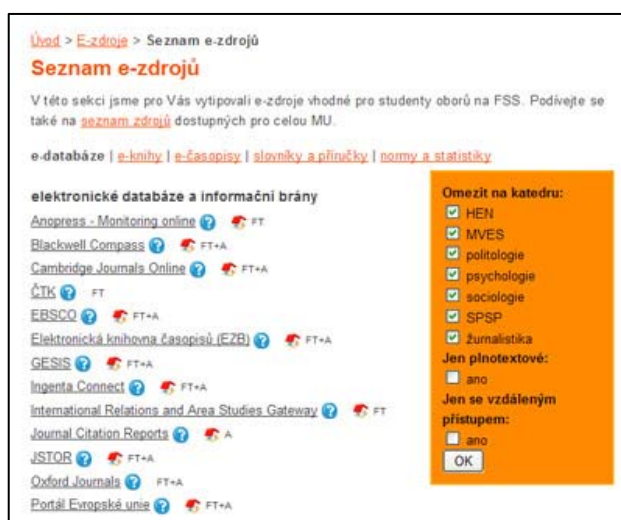 Úvod > E-zdroje > Seznam e-zdrojů
Seznam e-zdrojů
V této sekci jsme pro Vás vytipovali e-zdroje vhodné pro studenty oborů na FSS. Podívejte se
také na seznam zdrojů dostupných pro celou MU.
e-databáze | e-knihy | e-časopisy | slovníky a příručky | normy a statistiky
elektronické databáze a informační brány
Anopress - Monitoring online ? FT
Blackwell Compass ? FT+A
Cambridge Journals Online ? FT+A
ČTK ? FT
EBSCO ? FT+A
Elektronická knihovna časopisů (EZB) ? FT+A
GESIS ? FT+A
Ingenta Connect ? FT+A
International Relations and Area Studies Gateway ? FT
Journal Citation Reports ? A
JSTOR ? FT+A
Oxford Journals ? FT+A
Portál Evropské unie ? FT+A
Omezit na katedru:
HEN
MVES
politologie
psychologie
sociologie
SPSP
žurnalistika
Jen plnotextové:
ano
Jen se vzdáleným
přístupem:
ano
OK